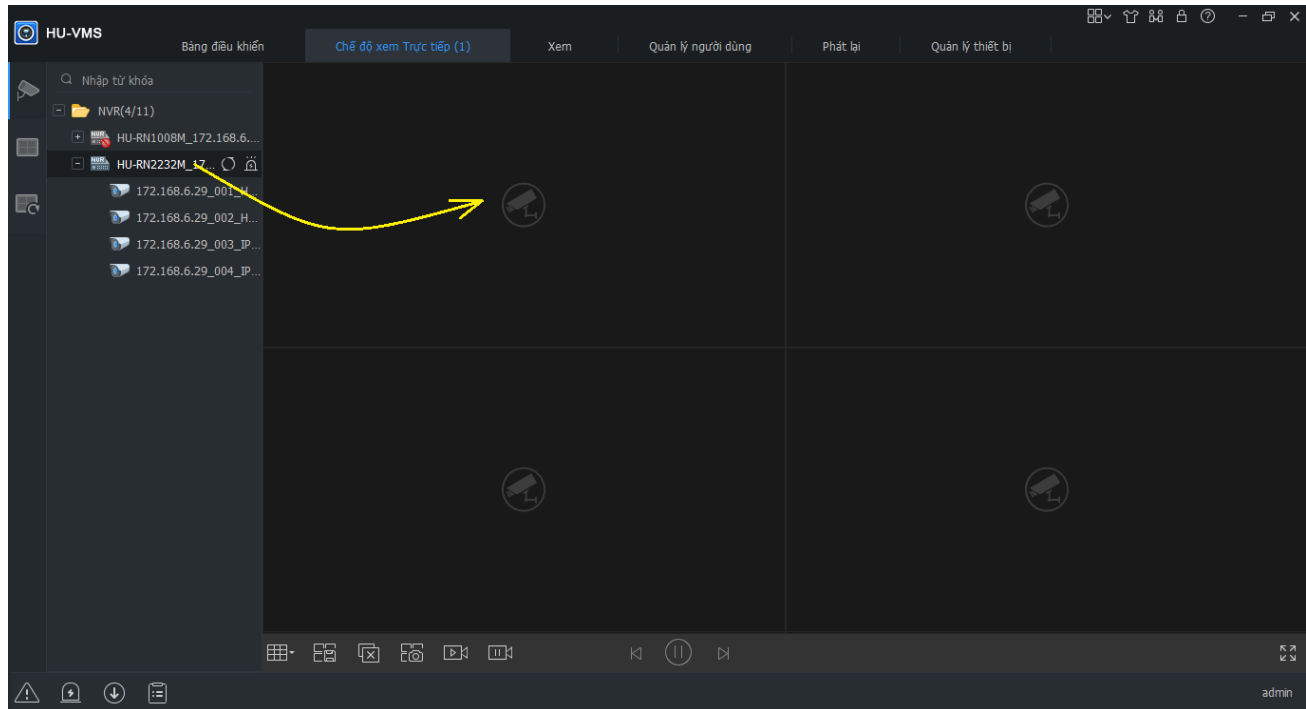 HU-VMS
Bảng điều khiển
Chế độ xem Trực tiếp (1)
Xem
Quản lý người dùng
Phát lại
Quản lý thiết bị
Nhập từ khóa
NVR(4/11)
HU-RN1008M_172.168.6....
HU-RN2232M_17...
172.168.6.29_001_H...
172.168.6.29_002_H...
172.168.6.29_003_IP...
172.168.6.29_004_IP...
admin